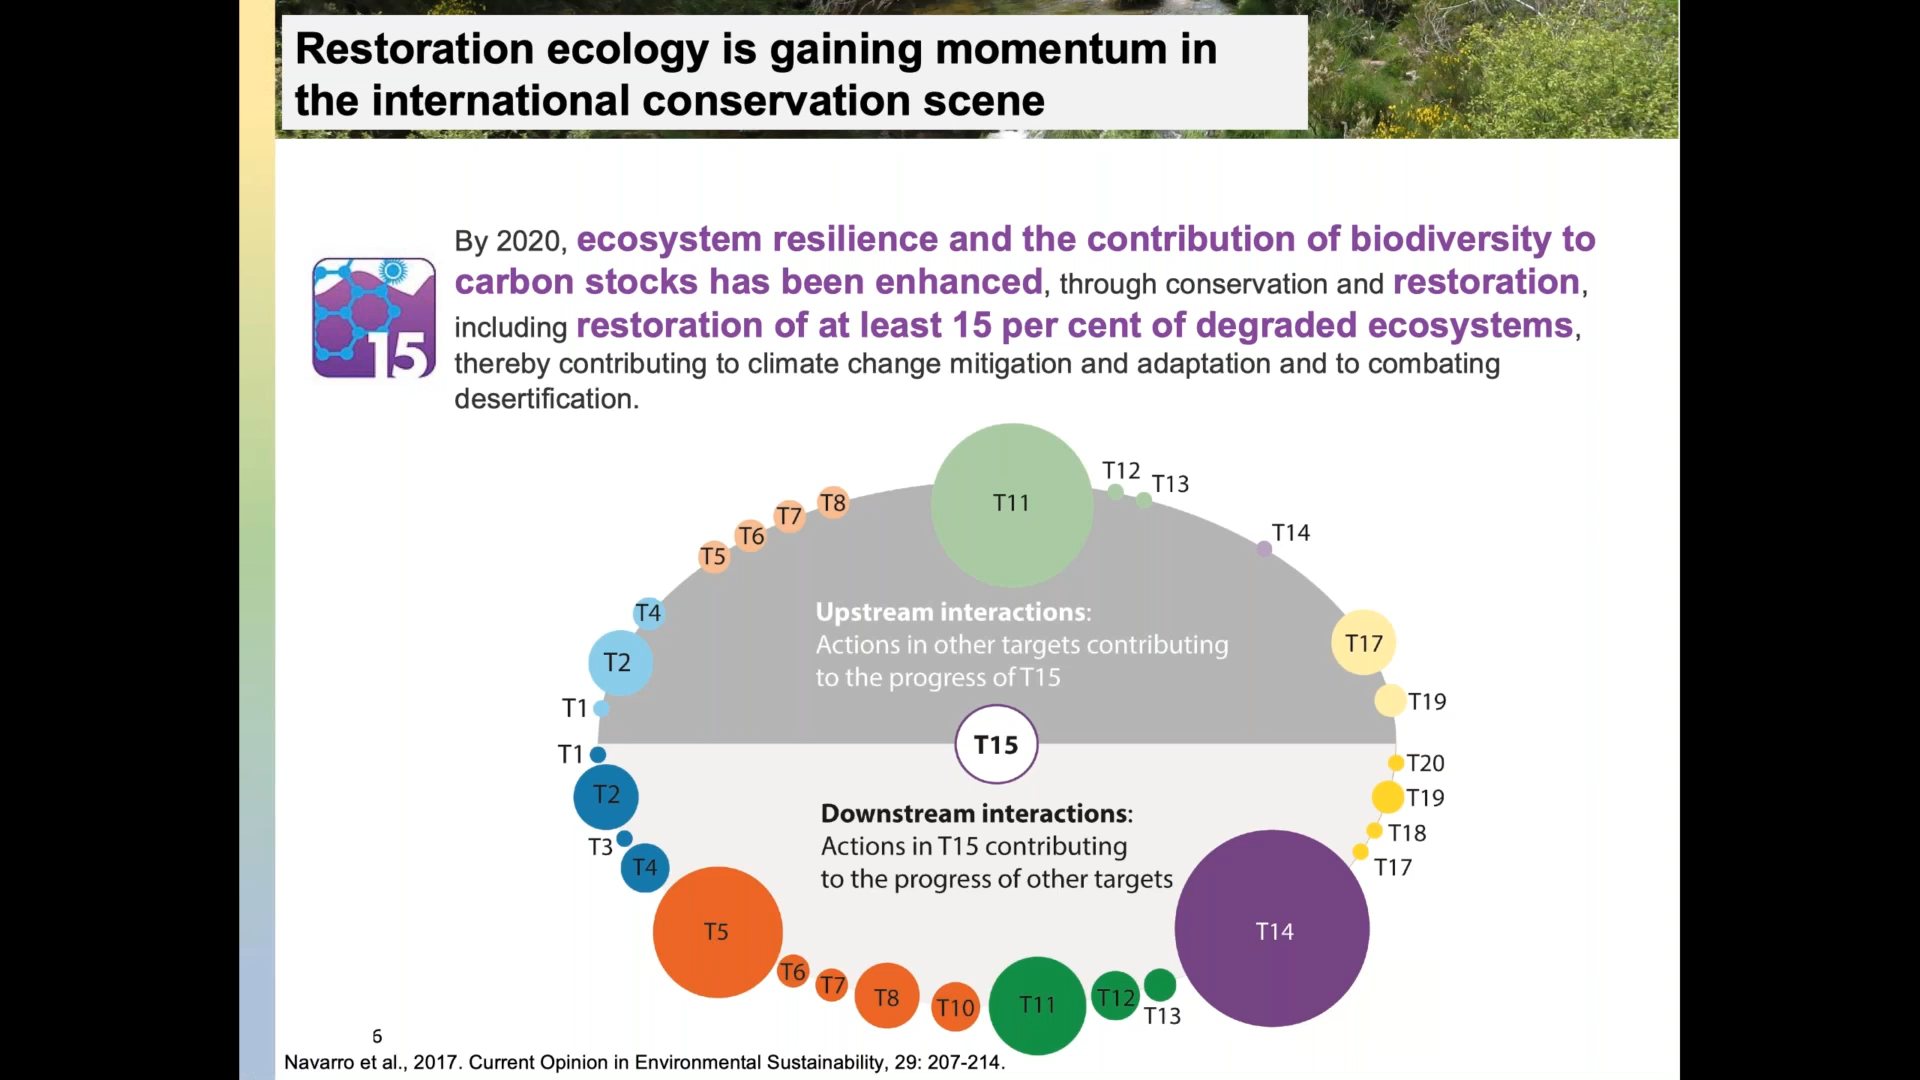 Restoration ecology is gaining momentum in
the international conservation scene
By 2020, ecosystem resilience and the contribution of biodiversity to
carbon stocks has been enhanced, through conservation and restoration,
including restoration of at least 15 per cent of degraded ecosystems,
thereby contributing to climate change mitigation and adaptation and to combating
desertification.
15
T11
T12
T13
T8
T7
T6
T5
T14
T4
T2
T1
T17
T19
Upstream interactions:
Actions in other targets contributing
to the progress of T15
T15
T1
T2
T3
T4
T5
T6
T7
T8
T10
T11
T12
T13
T14
T20
T19
T18
T17
Downstream interactions:
Actions in T15 contributing
to the progress of other targets
6
Navarro et al., 2017. Current Opinion in Environmental Sustainability, 29: 207-214.